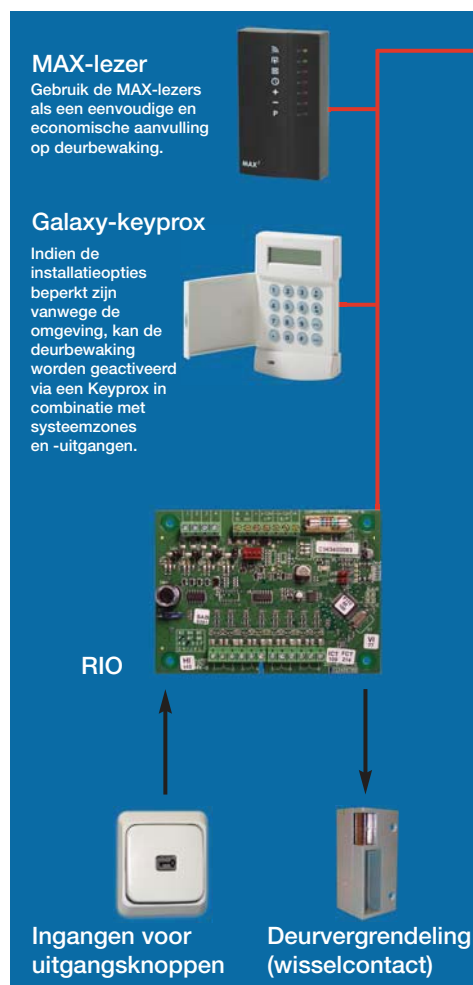 MAX-lezer
Gebruik de MAX-lezers
als een eenvoudige en
economische aanvulling
op deurbewaking.
MAX³
Galaxy-keyprox
Indien de
installatieopties
beperkt zijn
vanwege de
omgeving, kan de
deurbewaking
worden geactiveerd
via een Keyprox in
combinatie met
systeemzones
en -uitgangen.
RIO
Ingangen voor
uitgangsknoppen
Deurvergrendeling
(wisselcontact)